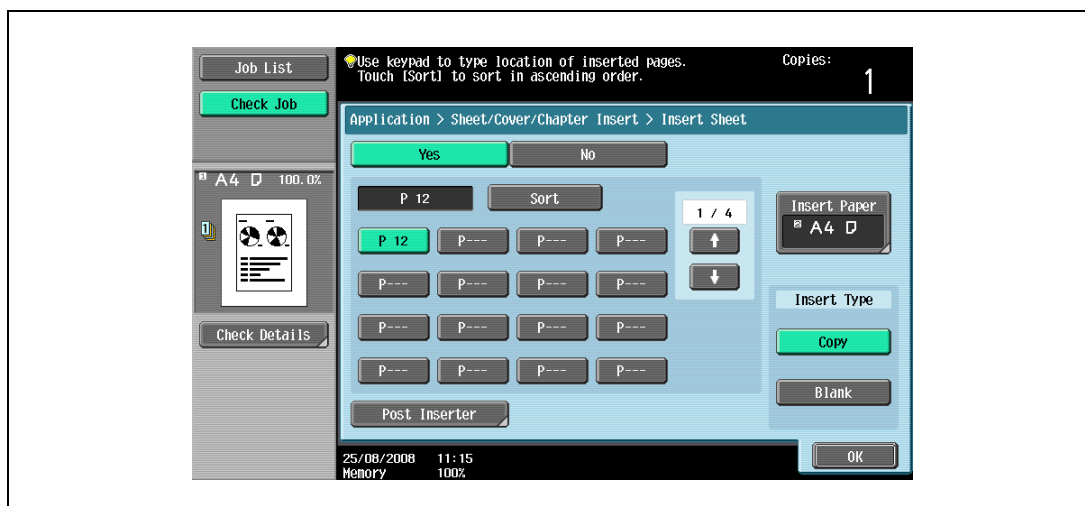 Job List
Check Job
Use keypad to type location of inserted pages.
Touch [Sort] to sort in ascending order.
Copies:
1
Application > Sheet/Cover/Chapter Insert > Insert Sheet
Yes
No
A4 100.0%
P 12
Sort
1 / 4
Insert Paper
A4
P 12 P--- P--- P---
P--- P--- P--- P---
P--- P--- P--- P---
P--- P--- P--- P---
Insert Type
Copy
Blank
1
Check Details
Post Inserter
25/08/2008 11:15
Memory 100%
OK